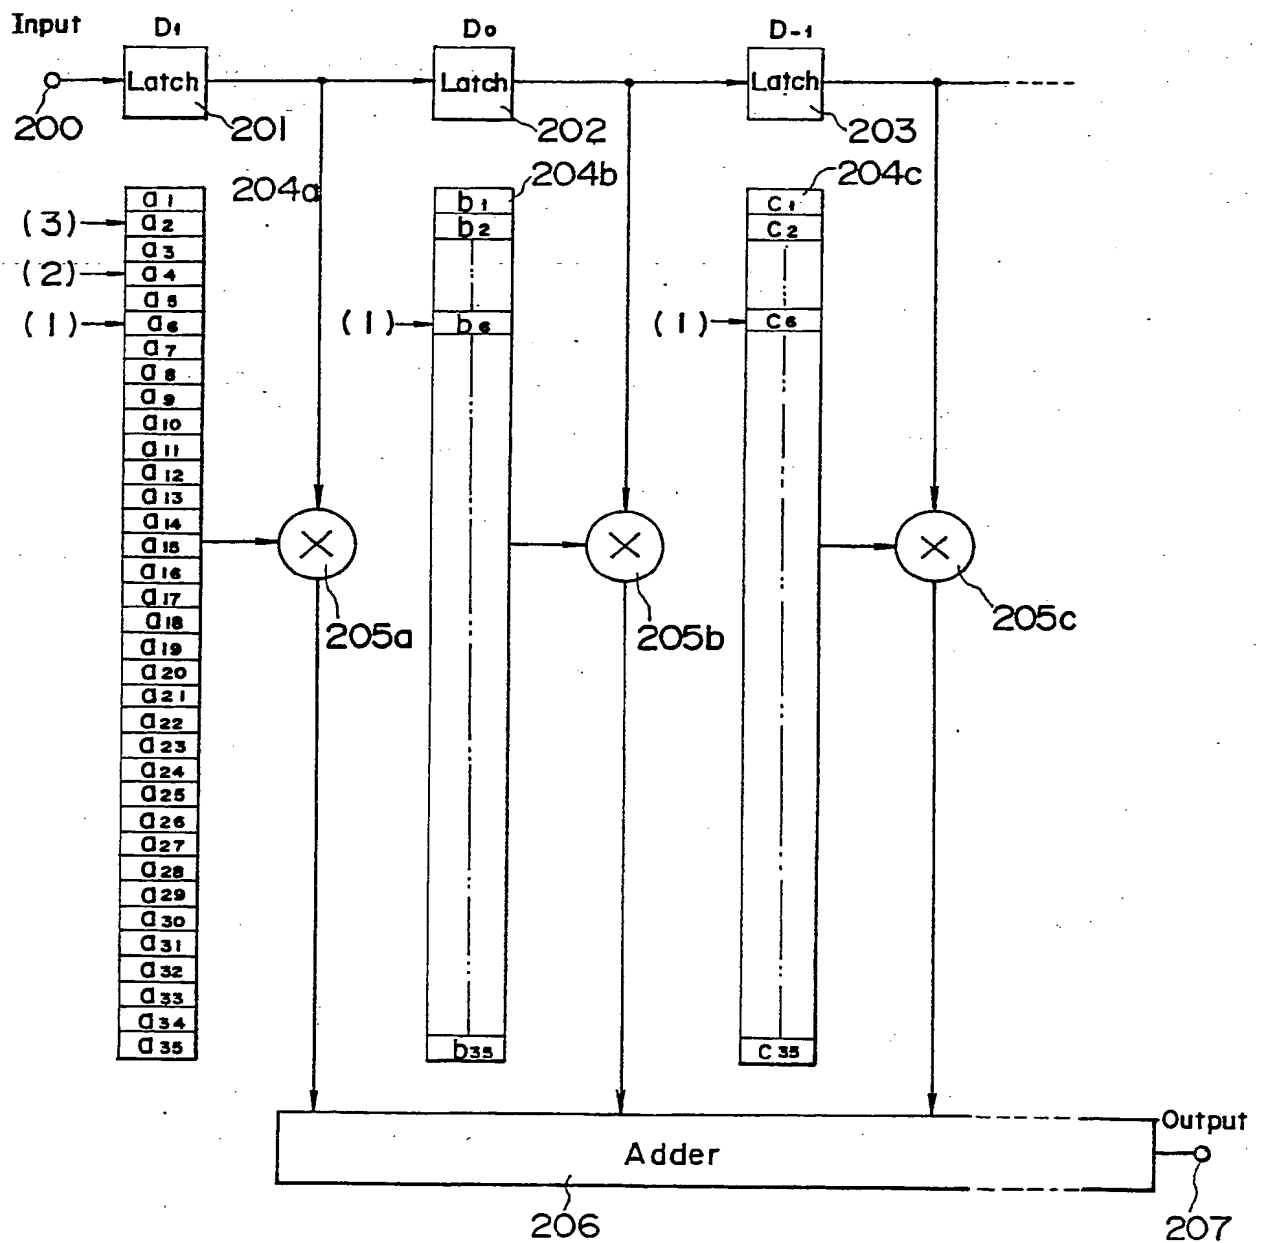 Input
D1
D0
D-1
Latch
Latch
Latch
200
201
202
203
204a
204b
204c
a1
b1
c1
(3)
a2
b2
c2
a3
(2)
a4
a5
(1)
a6
(1)
b6
(1)
c6
a7
a8
a9
a10
a11
a12
a13
a14
a15
a16
a17
a18
a19
a20
a21
a22
a23
a24
a25
a26
a27
a28
a29
a30
a31
a32
a33
a34
a35
b35
c35
205a
205b
205c
Adder
Output
206
207